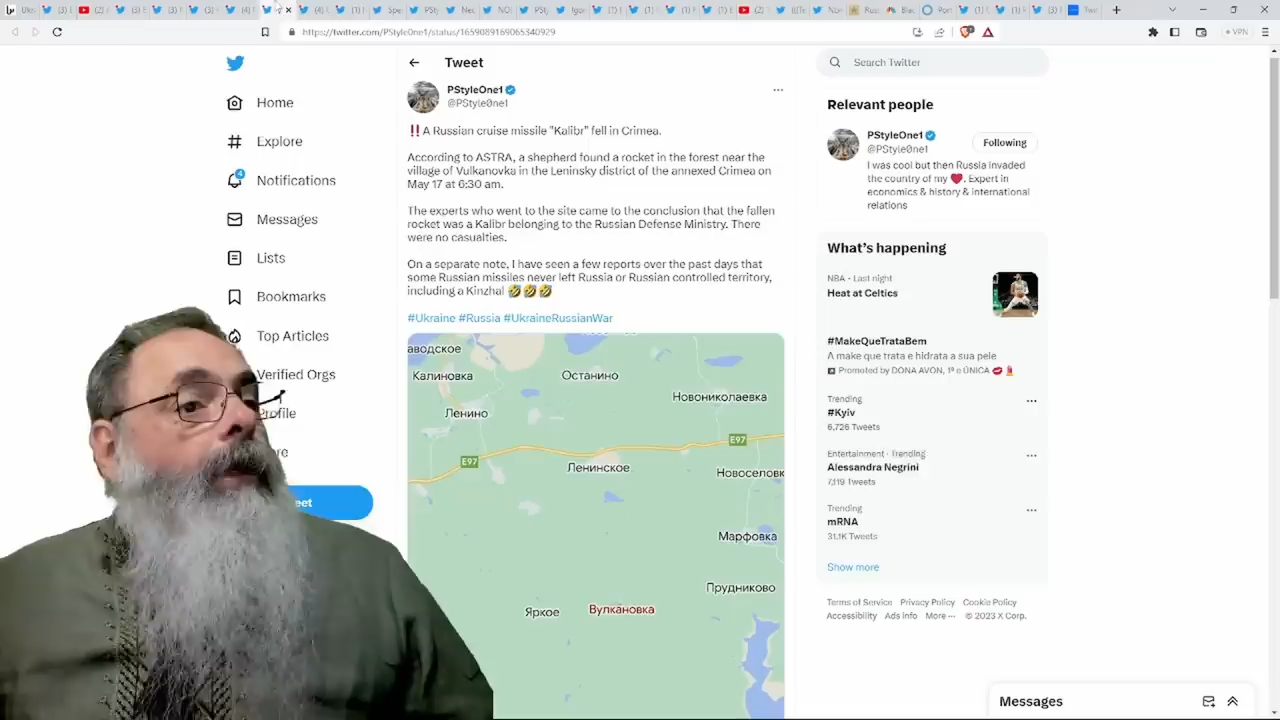 https://twitter.com/PStyle0ne1/status/1659089169065340929
VPN
Home
Explore
4
Notifications
Messages
Lists
Bookmarks
Top Articles
Verified Orgs
Profile
Tweet
PStyleOne1
@PStyle0ne1
‼️A Russian cruise missile "Kalibr" fell in Crimea.
According to ASTRA, a shepherd found a rocket in the forest near the
village of Vulkanovka in the Leninsky district of the annexed Crimea on
May 17 at 6:30 am.
The experts who went to the site came to the conclusion that the fallen
rocket was a Kalibr belonging to the Russian Defense Ministry. There
were no casualties.
On a separate note, I have seen a few reports over the past days that
some Russian missiles never left Russia or Russian controlled territory,
including a Kinzhal 🤣🤣🤣
#Ukraine #Russia #UkraineRussianWar
аводское
Калиновка
Останино
Новониколаевка
Ленино
E97
E97
Ленинское
Новоселовк
Марфовка
Прудниково
Яркое
Вулкановка
Search Twitter
Relevant people
PStyleOne1
@PStyle0ne1
Following
I was cool but then Russia invaded
the country of my ❤️. Expert in
economics & history & international
relations
What's happening
NBA · Last night
Heat at Celtics
#MakeQueTrataBem
A make que trata e hidrata a sua pele
Promoted by DONA AVON, 1ª e ÚNICA 💋💄
Trending
#Kyiv
6,726 Tweets
Entertainment · Trending
Alessandra Negrini
7,119 Tweets
Trending
mRNA
31.1K Tweets
Show more
Terms of Service Privacy Policy Cookie Policy
Accessibility Ads info More ··· © 2023 X Corp.
Messages